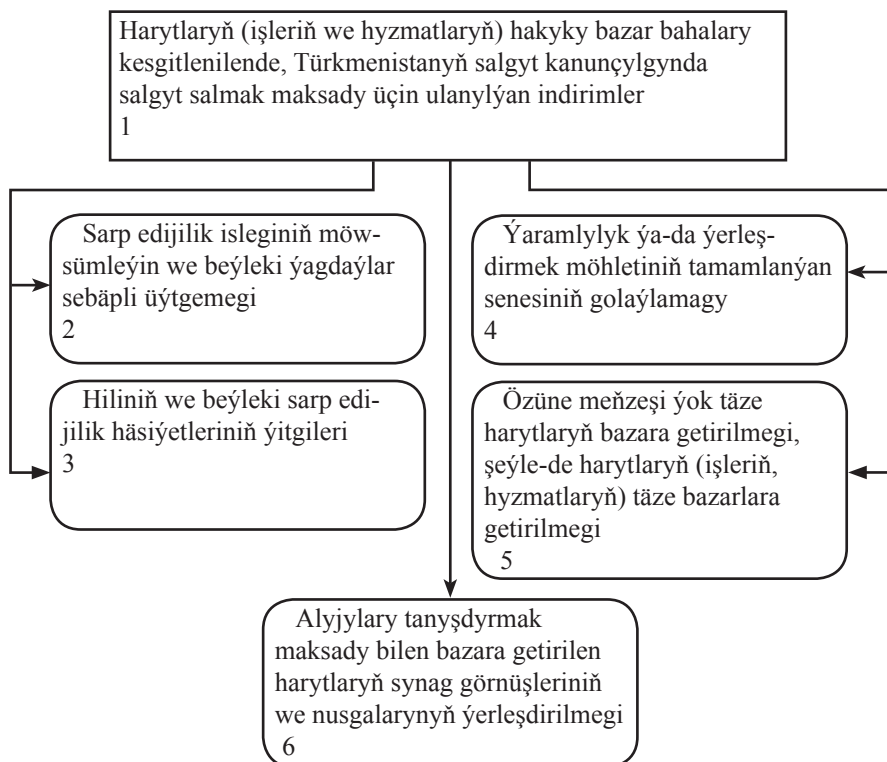 Harytlaryň (işleriň we hyzmatlaryň) hakyky bazar bahalary
kesgitlenilende, Türkmenistanyň salgyt kanunçylgynda
salgyt salmak maksady üçin ulanylýan indirimler
1
Sarp edijilik isleginiň möw-
sümleýin we beýleki ýagdaýlar
sebäpli üýtgemegi
2
Hiliniň we beýleki sarp edi-
jilik häsiýetleriniň ýitgileri
3
Ýaramlylyk ýa-da ýerleş-
dirmek möhletiniň tamamlanýan
senesiniň golaýlamagy
4
Özüne meňzeşi ýok täze
harytlaryň bazara getirilmegi,
şeýle-de harytlaryň (işleriň,
hyzmatlaryň) täze bazarlara
getirilmegi
5
Alyjylary tanyşdyrmak
maksady bilen bazara getirilen
harytlaryň synag görnüşleriniň
we nusgalarynyň ýerleşdirilmegi
6